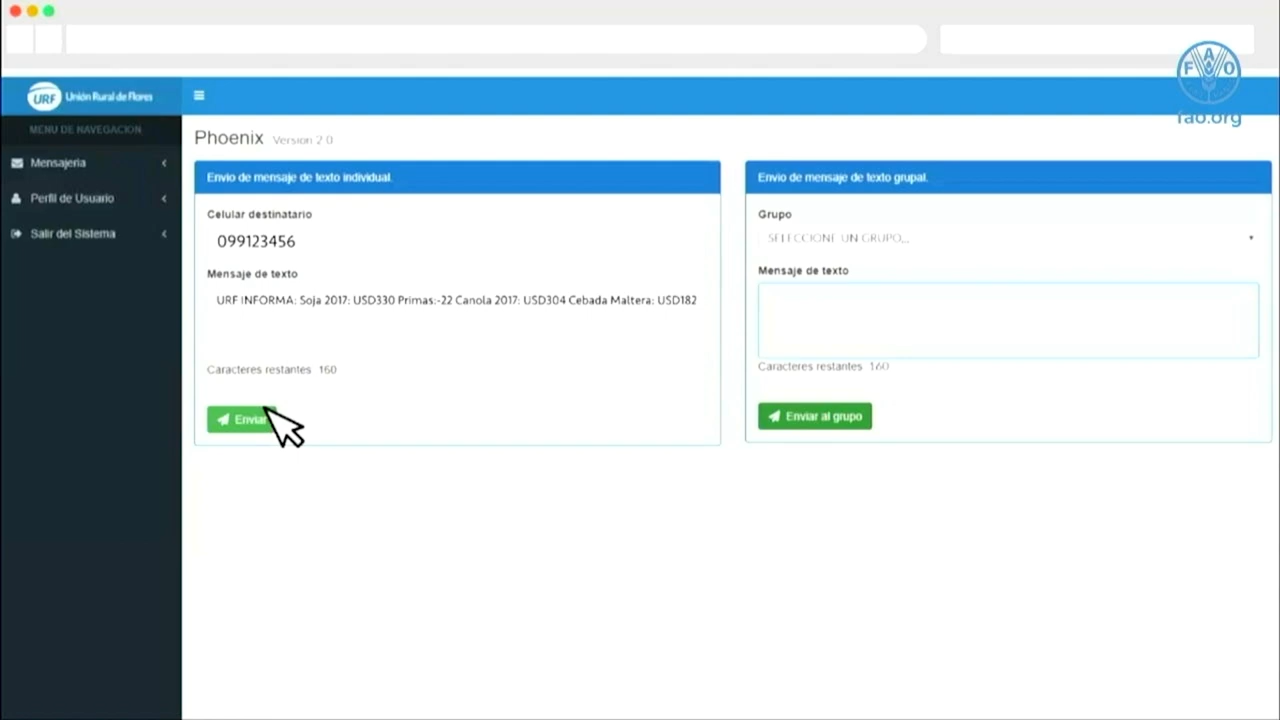 URF Unión Rural de Flores
FAO
fao.org
MENU DE NAVEGACION
Mensajeria
Perfil de Usuario
Salir del Sistema
Phoenix Version 2.0
Envio de mensaje de texto individual.
Celular destinatario
099123456
Mensaje de texto
URF INFORMA: Soja 2017: USD330 Primas:-22 Canola 2017: USD304 Cebada Maltera: USD182
Caracteres restantes 160
Enviar
Envio de mensaje de texto grupal.
Grupo
SELECCIONE UN GRUPO...
Mensaje de texto
Caracteres restantes 160
Enviar al grupo